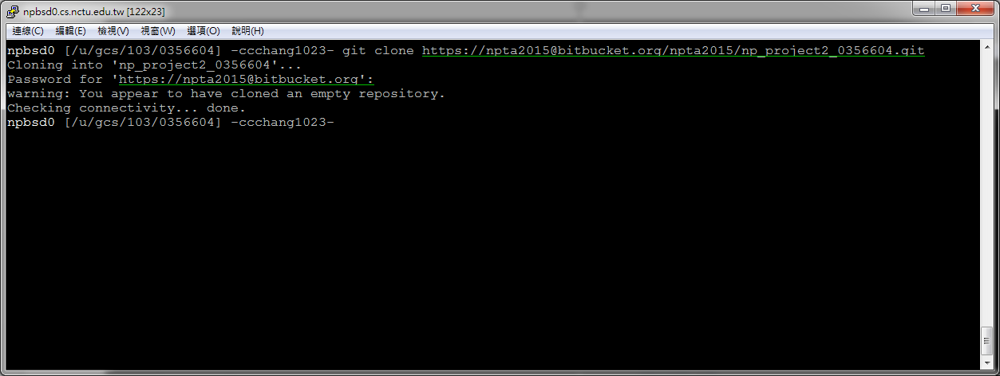 npbsd0.cs.nctu.edu.tw [122x23]
連線(C) 編輯(E) 檢視(V) 視窗(W) 選項(O) 說明(H)
npbsd0 [/u/gcs/103/0356604] -ccchang1023- git clone https://npta2015@bitbucket.org/npta2015/np_project2_0356604.git
Cloning into 'np_project2_0356604'...
Password for 'https://npta2015@bitbucket.org':
warning: You appear to have cloned an empty repository.
Checking connectivity... done.
npbsd0 [/u/gcs/103/0356604] -ccchang1023-